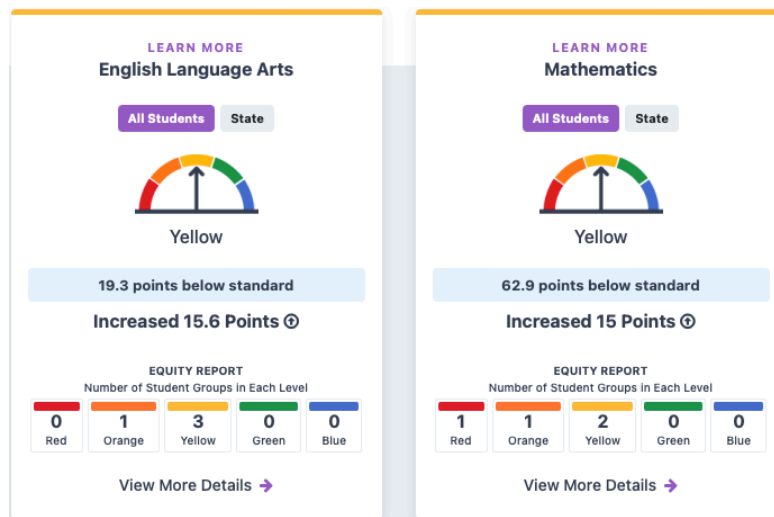 LEARN MORE
English Language Arts
All Students State
Yellow
19.3 points below standard
Increased 15.6 Points
EQUITY REPORT
Number of Student Groups in Each Level
0 1 3 0 0
Red Orange Yellow Green Blue
View More Details
LEARN MORE
Mathematics
All Students State
Yellow
62.9 points below standard
Increased 15 Points
EQUITY REPORT
Number of Student Groups in Each Level
1 1 2 0 0
Red Orange Yellow Green Blue
View More Details